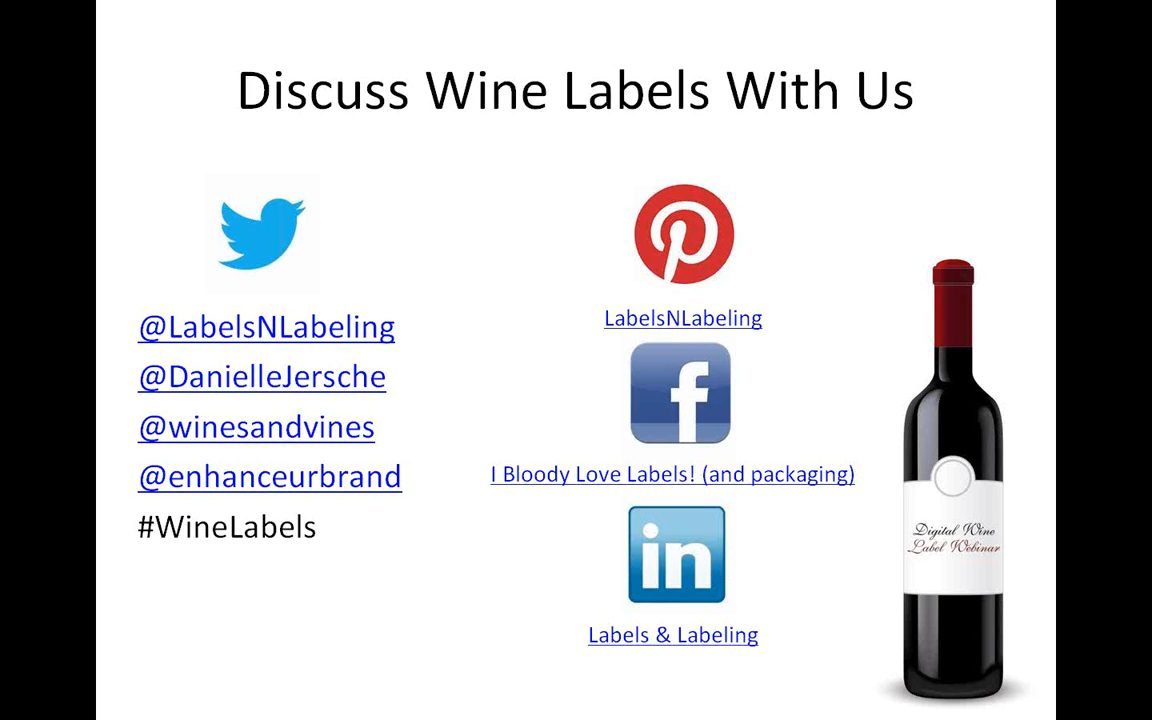 Discuss Wine Labels With Us
@LabelsNLabeling
@DanielleJersche
@winesandvines
@enhanceurbrand
#WineLabels
LabelsNLabeling
I Bloody Love Labels! (and packaging)
in
Labels & Labeling
Digital Wine
Label Webinar